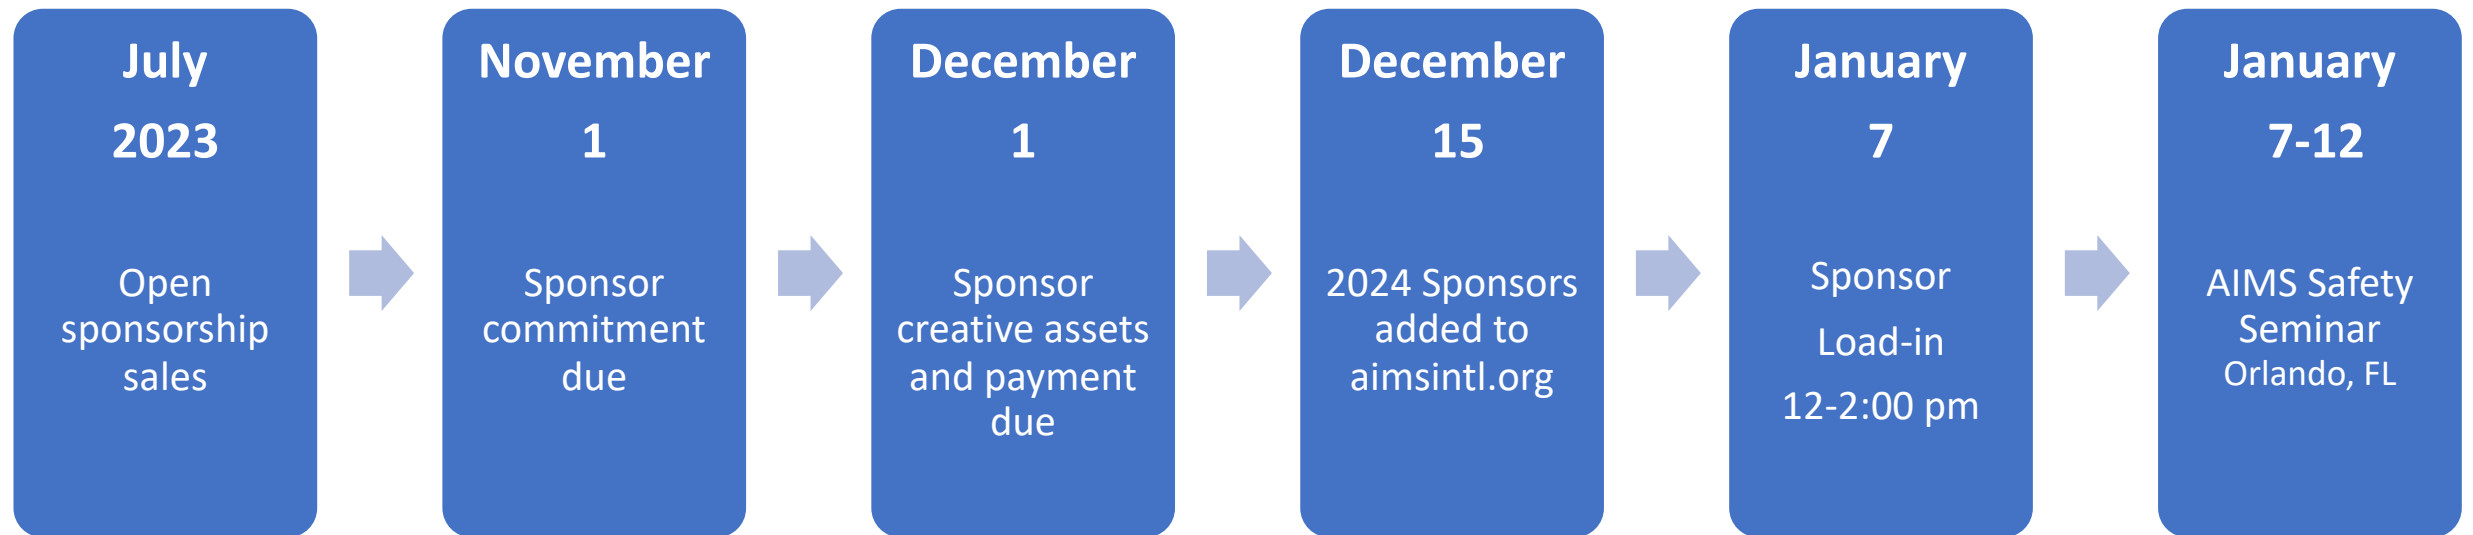 July
2023
Open
sponsorship
sales
November
1
Sponsor
commitment
due
December
1
Sponsor
creative assets
and payment
due
December
15
2024 Sponsors
added to
aimsintl.org
January
7
Sponsor
Load-in
12-2:00 pm
January
7-12
AIMS Safety
Seminar
Orlando, FL